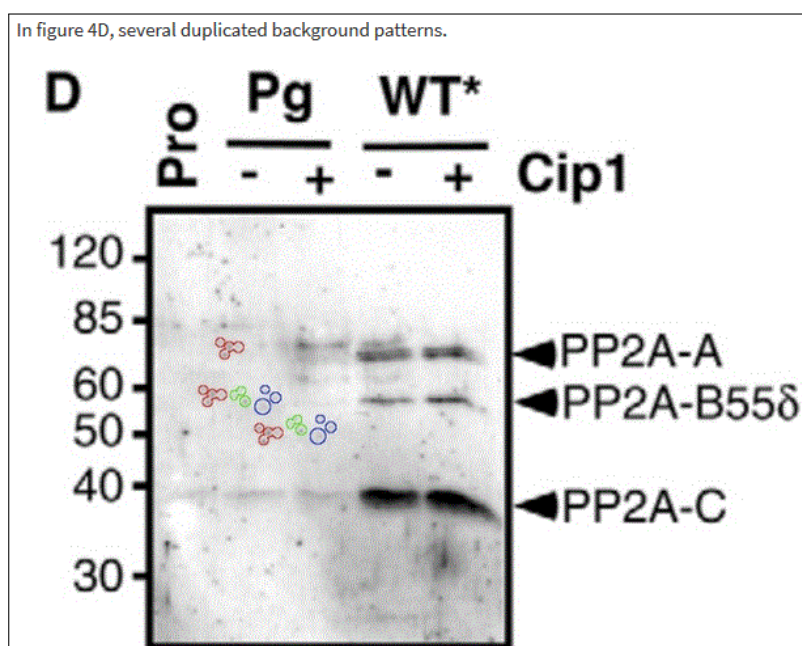 In figure 4D, several duplicated background patterns.
D
Pro
Pg
WT*
- + - + Cip1
120
85
PP2A-A
60
PP2A-B55δ
50
40
PP2A-C
30